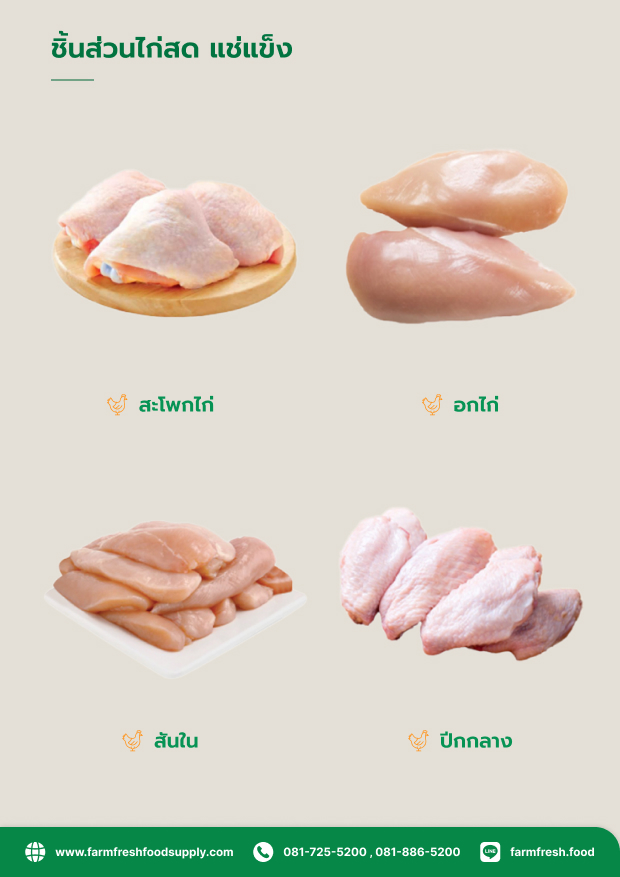 ชิ้นส่วนไก่สด แช่แข็ง
สะโพกไก่
อกไก่
สันใน
ปีกกลาง
www.farmfreshfoodsupply.com
081-725-5200 , 081-886-5200
LINE
farmfresh.food